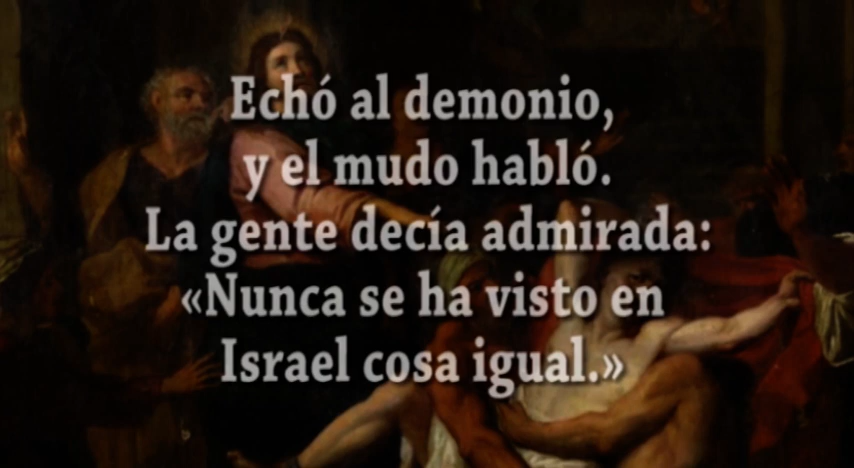 Echó al demonio,
y el mudo habló.
La gente decía admirada:
«Nunca se ha visto en
Israel cosa igual.»